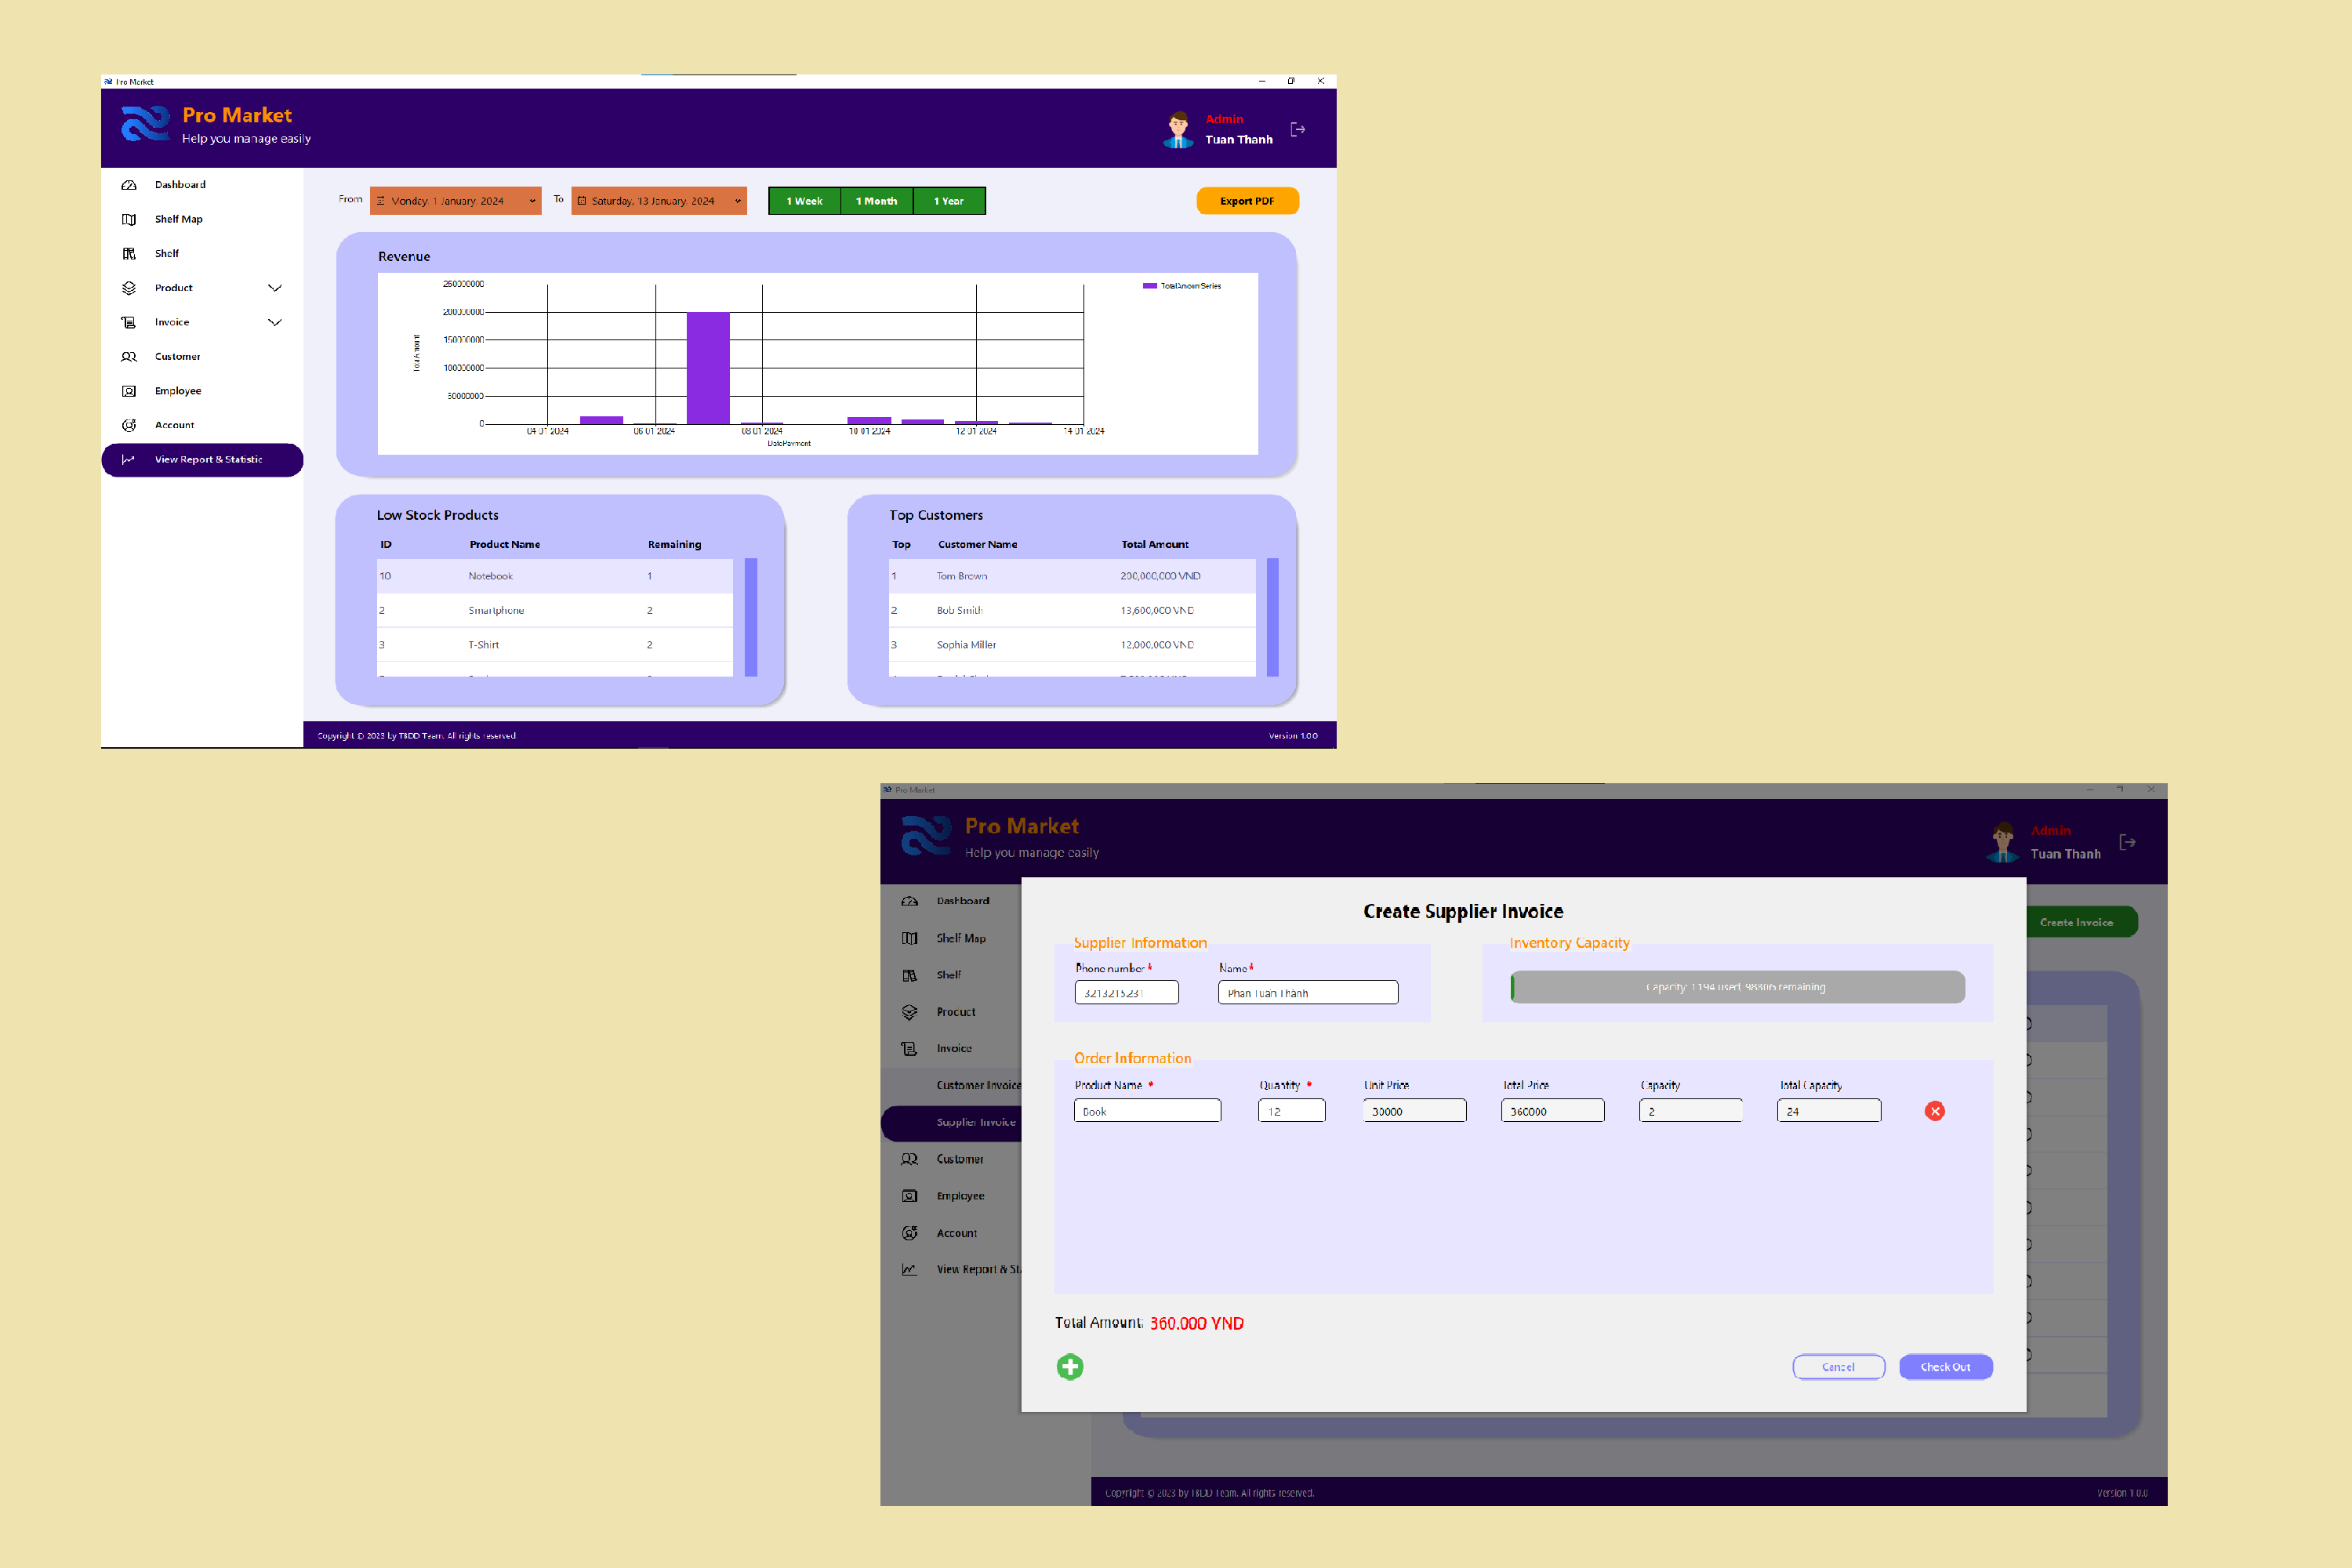 Pro Market
Pro Market
Help you manage easily
Admin
Tuan Thanh
Dashboard
Shelf Map
Shelf
Product
Invoice
Customer
Employee
Account
View Report & Statistic
From Monday, 1 January, 2024 To Saturday, 13 January, 2024 1 Week 1 Month 1 Year Export PDF
Revenue
250000000
200000000
150000000
100000000
50000000
0
TotalAmount
04 01 2024 06 01 2024 08 01 2024 10 01 2024 12 01 2024 14 01 2024
DatePayment
TotalAmountSeries
Low Stock Products
ID Product Name Remaining
10 Notebook 1
2 Smartphone 2
3 T-Shirt 2
Top Customers
Top Customer Name Total Amount
1 Tom Brown 200,000,000 VND
2 Bob Smith 13,600,000 VND
3 Sophia Miller 12,000,000 VND
Copyright © 2023 by TBDD Team. All rights reserved. Version 1.0.0
Pro Market
Pro Market
Help you manage easily
Admin
Tuan Thanh
Dashboard
Shelf Map
Shelf
Product
Invoice
Customer Invoice
Supplier Invoice
Customer
Employee
Account
View Report & St
Create Invoice
Create Supplier Invoice
Supplier Information
Phone number * Name *
3213215231 Phan Tuan Thành
Inventory Capacity
Capacity: 1194 used, 98806 remaining
Order Information
Product Name * Quantity * Unit Price Total Price Capacity Total Capacity
Book 12 30000 360000 2 24
Total Amount: 360.000 VND
Cancel Check Out
Copyright © 2023 by TBDD Team. All rights reserved. Version 1.0.0